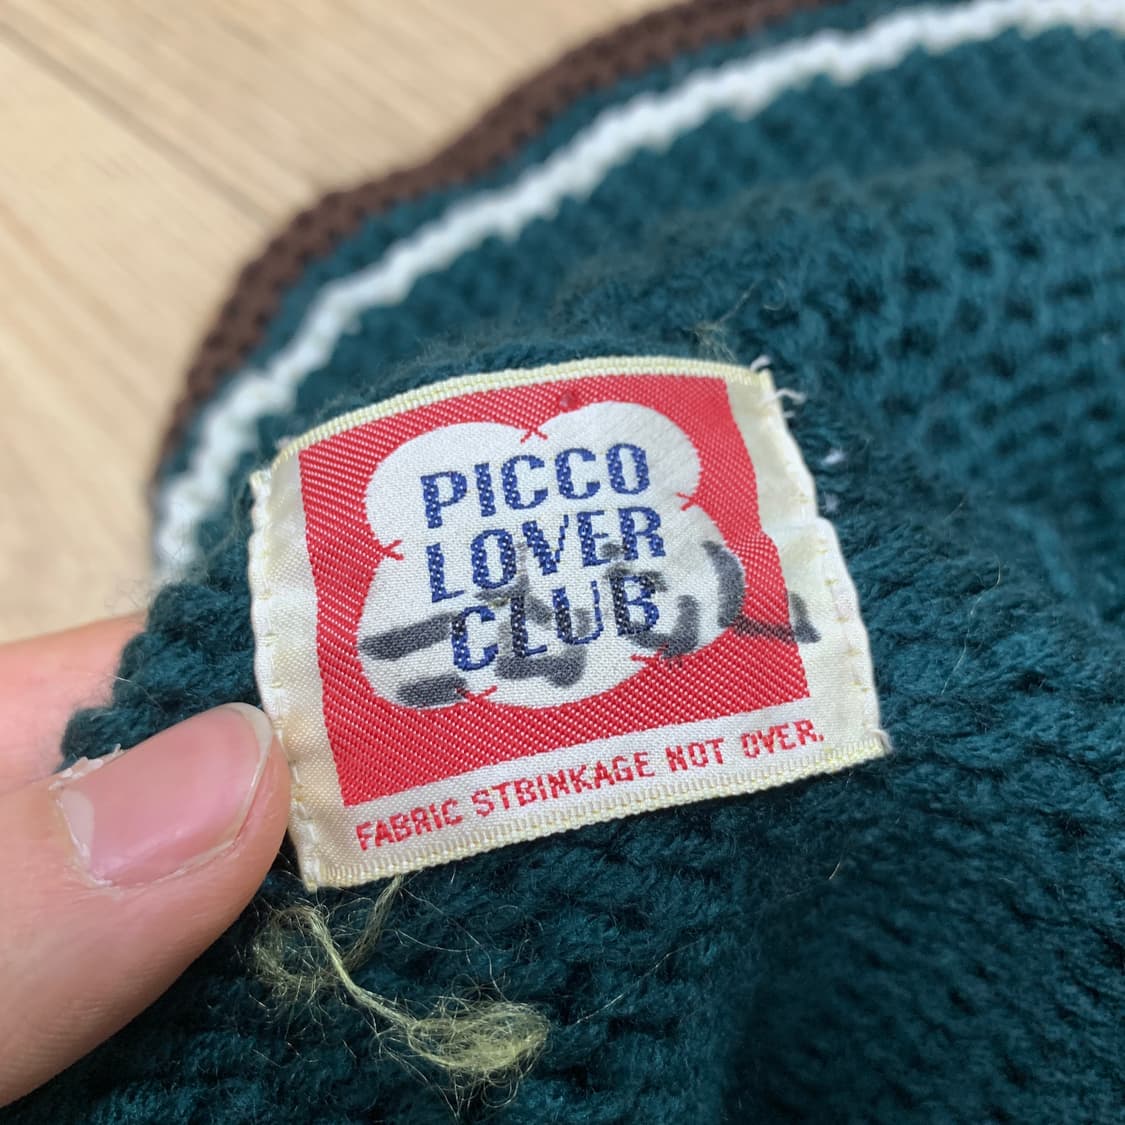 PICCO
LOVER
CLUB
FABRIC STBINKAGE NOT OVER.